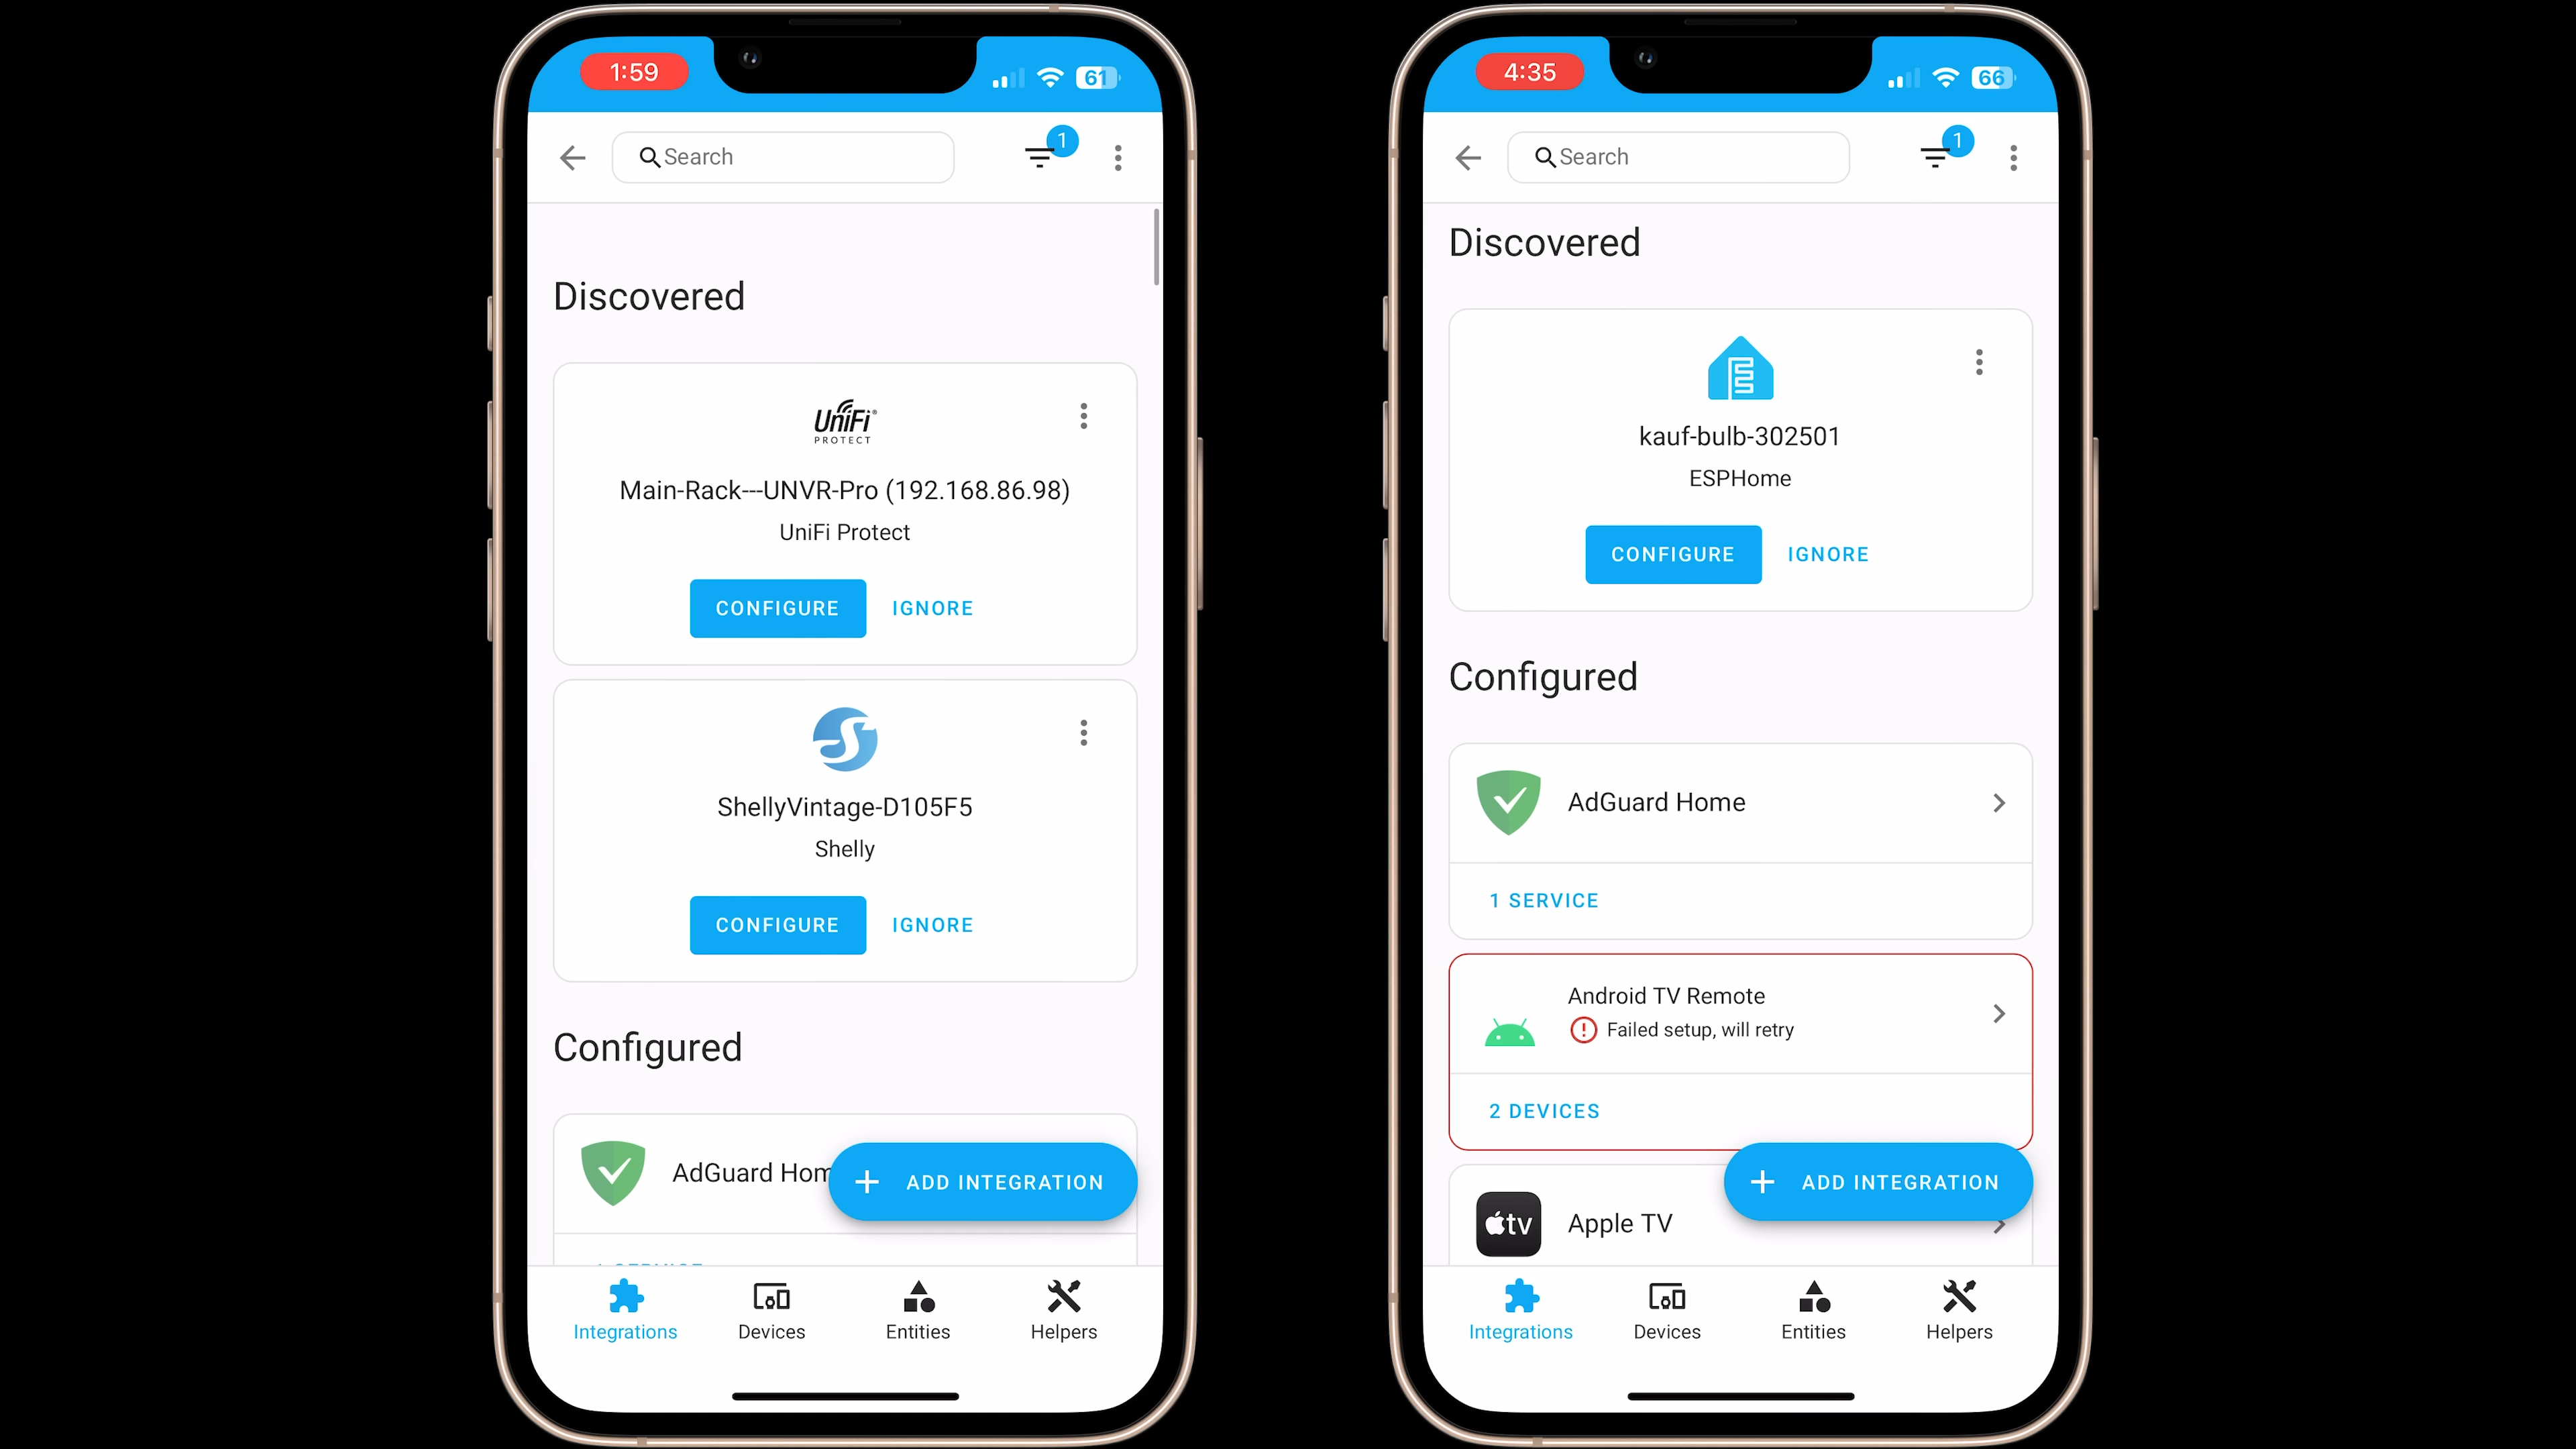 1:59
61
Search
1
Discovered
UniFi
PROTECT
Main-Rack---UNVR-Pro (192.168.86.98)
UniFi Protect
CONFIGURE
IGNORE
ShellyVintage-D105F5
Shelly
CONFIGURE
IGNORE
Configured
AdGuard Hom
ADD INTEGRATION
1 SERVICE
Integrations
Devices
Entities
Helpers
4:35
66
Search
1
Discovered
kauf-bulb-302501
ESPHome
CONFIGURE
IGNORE
Configured
AdGuard Home
1 SERVICE
Android TV Remote
Failed setup, will retry
2 DEVICES
ADD INTEGRATION
tv
Apple TV
Integrations
Devices
Entities
Helpers